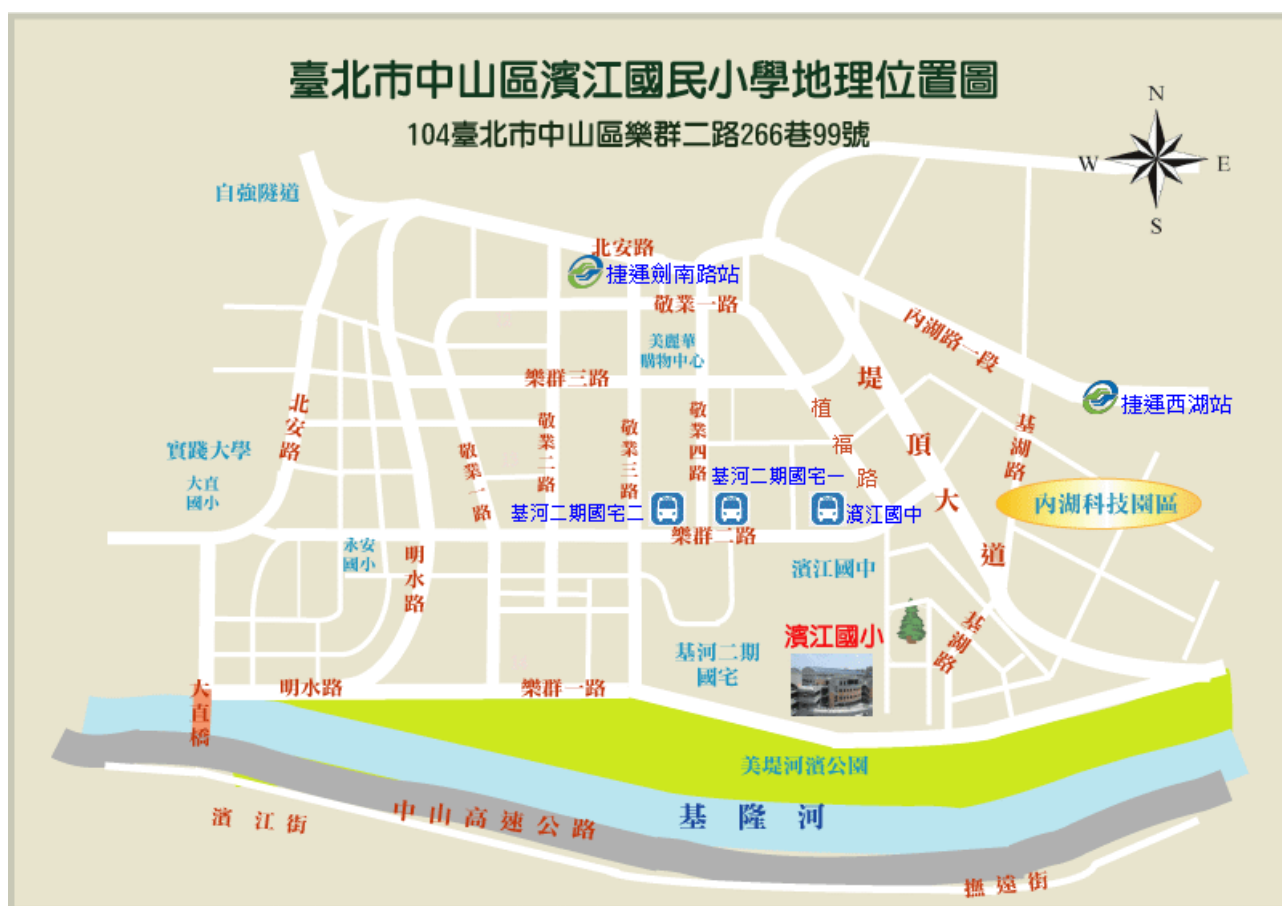 臺北市中山區濱江國民小學地理位置圖
104臺北市中山區樂群二路266巷99號
N
W
E
S
自強隧道
北安路
捷運劍南路站
敬業一路
美麗華
購物中心
內湖路一段
樂群三路
堤頂大道
捷運西湖站
北安路
敬業二路
敬業三路
敬業四路
植福路
基湖路
實踐大學
大直
國小
敬業一路
基河二期國宅一
基河二期國宅二
濱江國中
內湖科技園區
樂群二路
永安
國小
明水路
濱江國中
基湖路
濱江國小
基河二期
國宅
大直橋
明水路
樂群一路
美堤河濱公園
濱江街
中山高速公路
基隆河
撫遠街